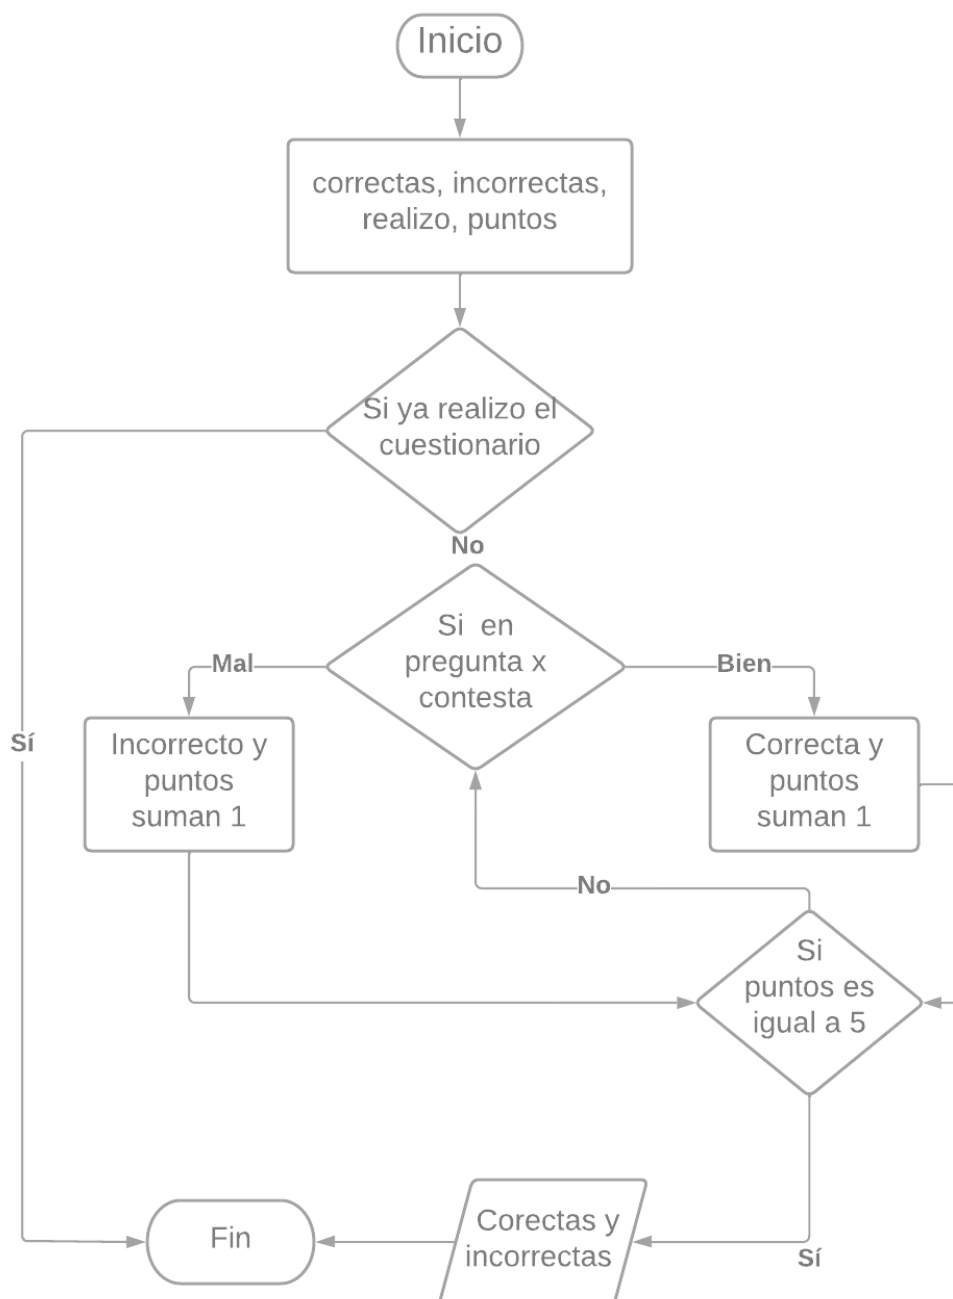 Inicio
correctas, incorrectas,
realizo, puntos
Si ya realizo el
cuestionario
No
Si en
pregunta x
contesta
Mal
Bien
Sí
Incorrecto y
puntos
suman 1
Correcta y
puntos
suman 1
No
Si
puntos es
igual a 5
Corectas y
incorrectas
Fin
Sí